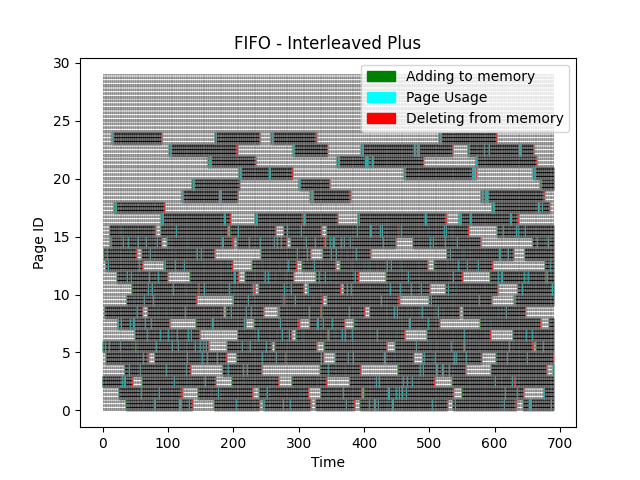 FIFO - Interleaved Plus
Adding to memory
Page Usage
Deleting from memory
Page ID
30
25
20
15
10
5
0
0 100 200 300 400 500 600 700
Time